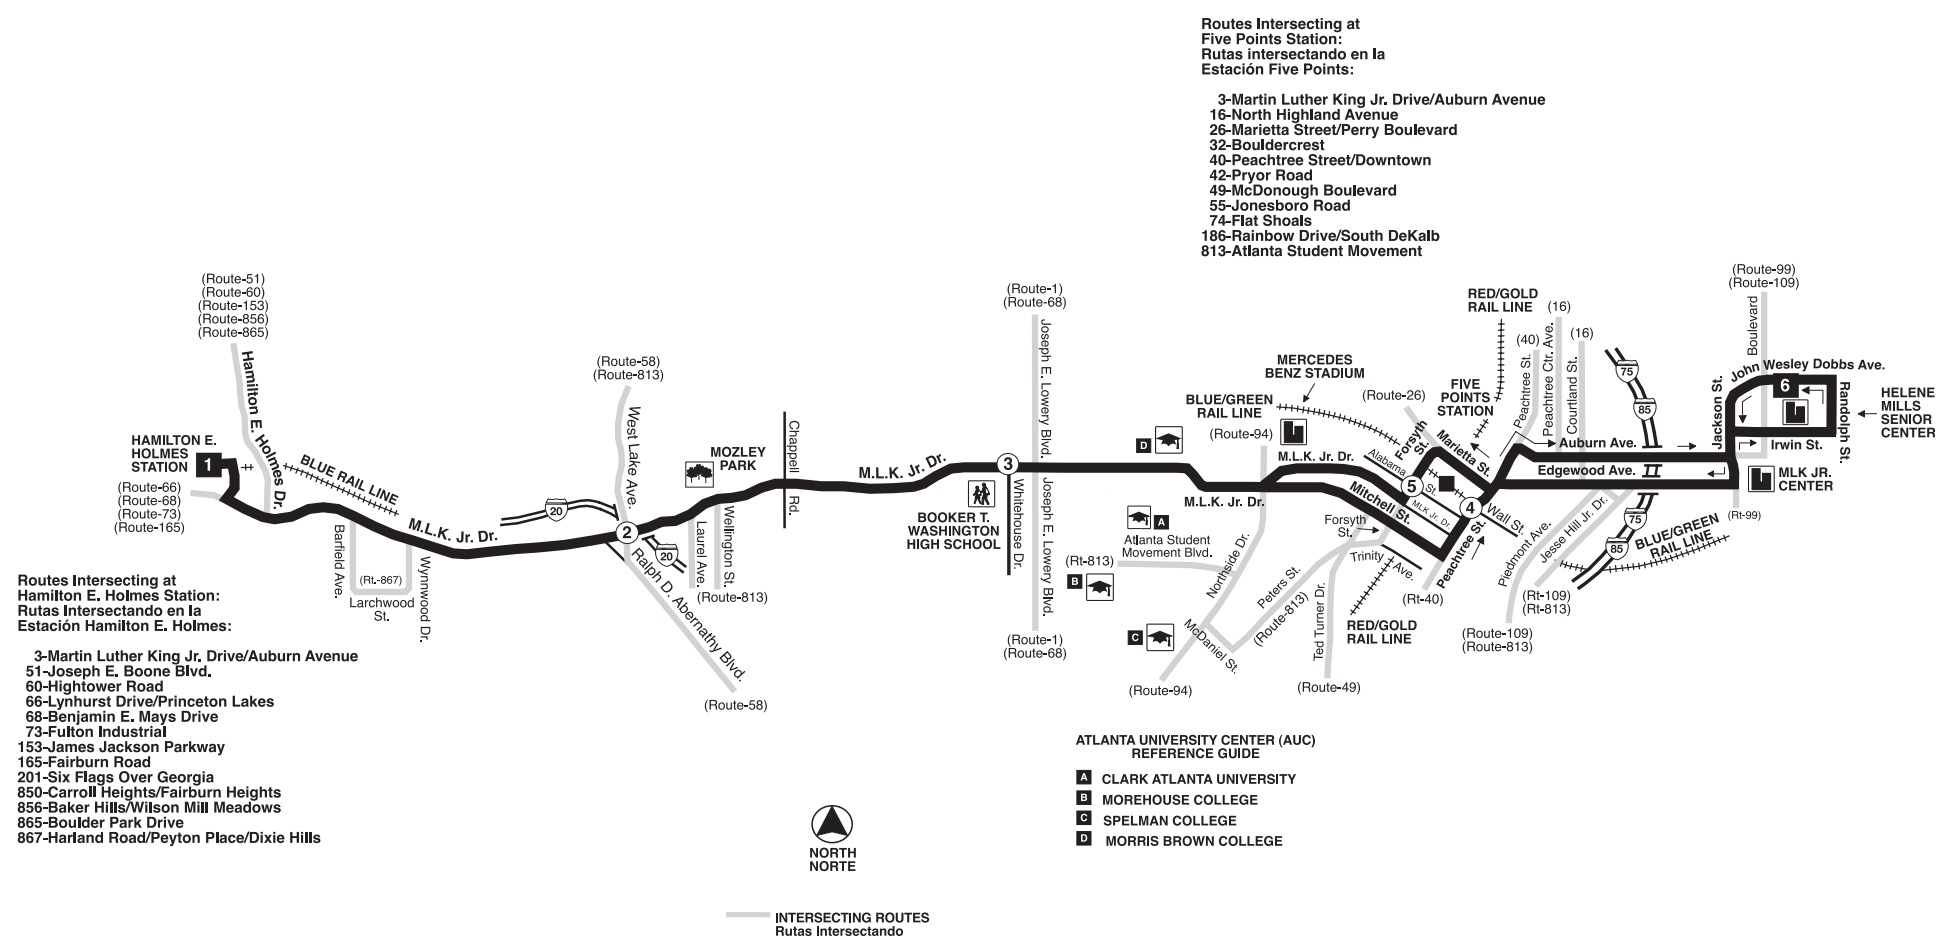 Routes Intersecting at
Five Points Station:
Rutas intersectando en la
Estación Five Points:
3-Martin Luther King Jr. Drive/Auburn Avenue
16-North Highland Avenue
26-Marietta Street/Perry Boulevard
32-Bouldercrest
40-Peachtree Street/Downtown
42-Pryor Road
49-McDonough Boulevard
55-Jonesboro Road
74-Flat Shoals
186-Rainbow Drive/South DeKalb
813-Atlanta Student Movement
(Route-51)
(Route-60)
(Route-153)
(Route-856)
(Route-865)
Hamilton E. Holmes Dr.
HAMILTON E.
HOLMES
STATION
1
(Route-66)
(Route-68)
(Route-73)
(Route-165)
BLUE RAIL LINE
M.L.K. Jr. Dr.
Barfield Ave.
(Rt.-867)
Larchwood
St.
Wynnwood Dr.
20
(Route-58)
(Route-813)
West Lake Ave.
2
20
Ralph D. Abernathy Blvd.
(Route-58)
MOZLEY
PARK
Laurel Ave.
Wellington St.
(Route-813)
Chappell
Rd.
M.L.K. Jr. Dr.
(Route-1)
(Route-68)
Joseph E. Lowery Blvd.
3
BOOKER T.
WASHINGTON
HIGH SCHOOL
Whitehouse Dr.
Joseph E. Lowery Blvd.
(Route-1)
(Route-68)
D
M.L.K. Jr. Dr.
A
Atlanta Student
Movement Blvd.
(Rt-813)
B
C
(Route-94)
BLUE/GREEN
RAIL LINE
(Route-94)
Northside Dr.
McDaniel St.
Peters St.
(Route-813)
MERCEDES
BENZ STADIUM
M.L.K. Jr. Dr.
Mitchell St.
Forsyth
St.
Trinity Ave.
Ted Turner Dr.
(Route-49)
RED/GOLD
RAIL LINE
(Route-26)
Forsyth
St.
Alabama
St.
5
MLK Jr. Dr.
FIVE
POINTS
STATION
Marietta St.
4
Wall St.
Peachtree St.
(Rt-40)
RED/GOLD
RAIL LINE
(40)
Peachtree St.
(16)
Peachtree Ctr. Ave.
(16)
Courtland St.
Auburn Ave.
Edgewood Ave.
Piedmont Ave.
(Route-109)
(Route-813)
Jesse Hill Jr. Dr.
(Rt-109)
(Rt-813)
75
85
75
85
BLUE/GREEN
RAIL LINE
(Route-99)
(Route-109)
Boulevard
John Wesley Dobbs Ave.
6
Jackson St.
Randolph St.
Irwin St.
HELENE
MILLS
SENIOR
CENTER
MLK JR.
CENTER
(Rt-99)
Routes Intersecting at
Hamilton E. Holmes Station:
Rutas Intersectando en la
Estación Hamilton E. Holmes:
3-Martin Luther King Jr. Drive/Auburn Avenue
51-Joseph E. Boone Blvd.
60-Hightower Road
66-Lynhurst Drive/Princeton Lakes
68-Benjamin E. Mays Drive
73-Fulton Industrial
153-James Jackson Parkway
165-Fairburn Road
201-Six Flags Over Georgia
850-Carroll Heights/Fairburn Heights
856-Baker Hills/Wilson Mill Meadows
865-Boulder Park Drive
867-Harland Road/Peyton Place/Dixie Hills
ATLANTA UNIVERSITY CENTER (AUC)
REFERENCE GUIDE
A CLARK ATLANTA UNIVERSITY
B MOREHOUSE COLLEGE
C SPELMAN COLLEGE
D MORRIS BROWN COLLEGE
NORTH
NORTE
INTERSECTING ROUTES
Rutas Intersectando